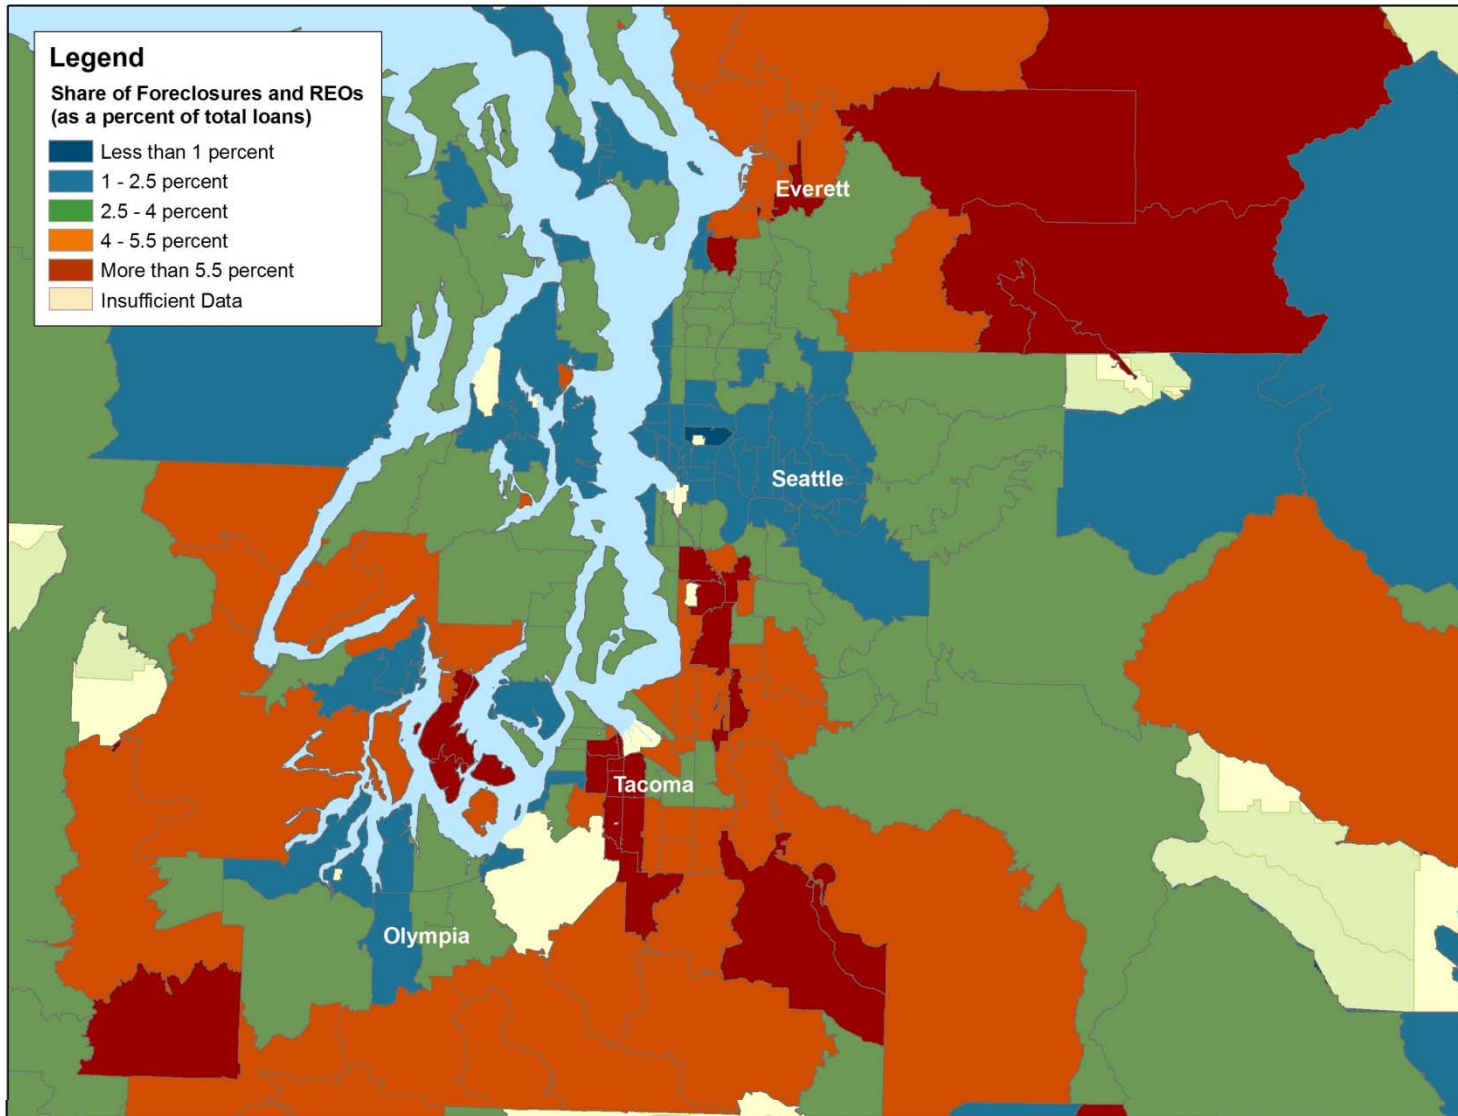 Legend
Share of Foreclosures and REOs
(as a percent of total loans)
Less than 1 percent
1 - 2.5 percent
2.5 - 4 percent
4 - 5.5 percent
More than 5.5 percent
Insufficient Data
Everett
Seattle
Tacoma
Olympia